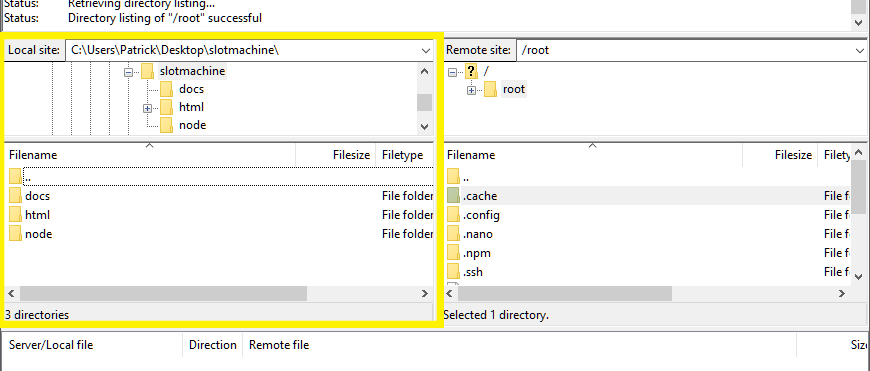 Status: Retrieving directory listing...
Status: Directory listing of "/root" successful
Local site: C:\Users\Patrick\Desktop\slotmachine\
slotmachine
docs
html
node
Filename Filesize Filetype
..
docs File folder
html File folder
node File folder
3 directories
Remote site: /root
? /
root
Filename Filesize Filety
..
.cache File f
.config File f
.nano File f
.npm File f
.ssh File f
Selected 1 directory.
Server/Local file Direction Remote file Size